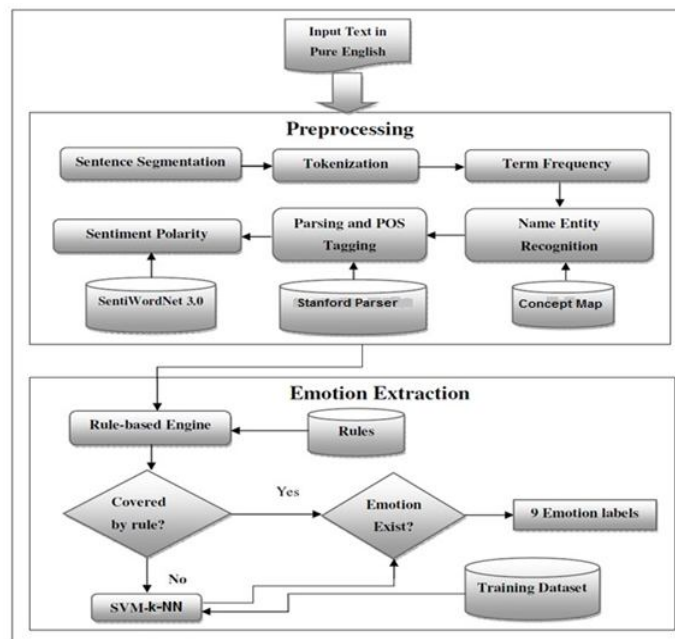 Input Text in
Pure English
Preprocessing
Sentence Segmentation
Tokenization
Term Frequency
Sentiment Polarity
Parsing and POS
Tagging
Name Entity
Recognition
SentiWordNet 3.0
Stanford Parser
Concept Map
Emotion Extraction
Rule-based Engine
Rules
Covered
by rule?
Yes
Emotion
Exist?
9 Emotion labels
No
SVM-k-NN
Training Dataset